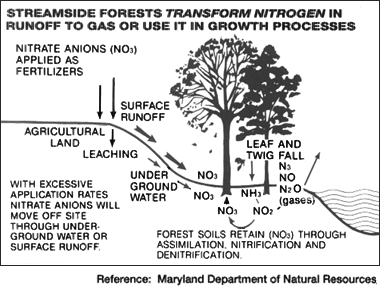 STREAMSIDE FORESTS TRANSFORM NITROGEN IN
RUNOFF TO GAS OR USE IT IN GROWTH PROCESSES
NITRATE ANIONS (NO₃)
APPLIED AS
FERTILIZERS
SURFACE
RUNOFF
AGRICULTURAL
LAND
LEACHING
LEAF AND
TWIG FALL
N₃
NO
N₂O
(gases)
UNDER
GROUND
WATER
NO₃
NO₃
NO₃
NH₃
NO₂
WITH EXCESSIVE
APPLICATION RATES
NITRATE ANIONS WILL
MOVE OFF SITE
THROUGH UNDER-
GROUND WATER OR
SURFACE RUNOFF.
FOREST SOILS RETAIN (NO₃) THROUGH
ASSIMILATION, NITRIFICATION AND
DENITRIFICATION.
Reference: Maryland Department of Natural Resources